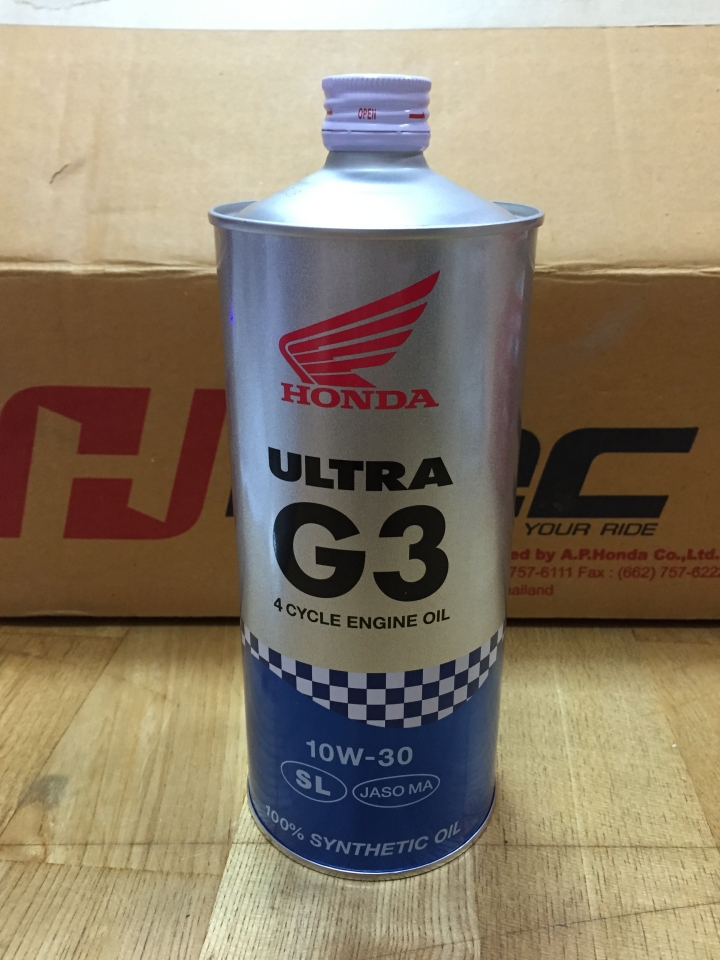 OPEN
HONDA
ULTRA
G3
4 CYCLE ENGINE OIL
10W-30
SL
JASO MA
100% SYNTHETIC OIL
YOUR RIDE
by A.P.Honda Co.,Ltd.
757-6111 Fax : (662) 757-622